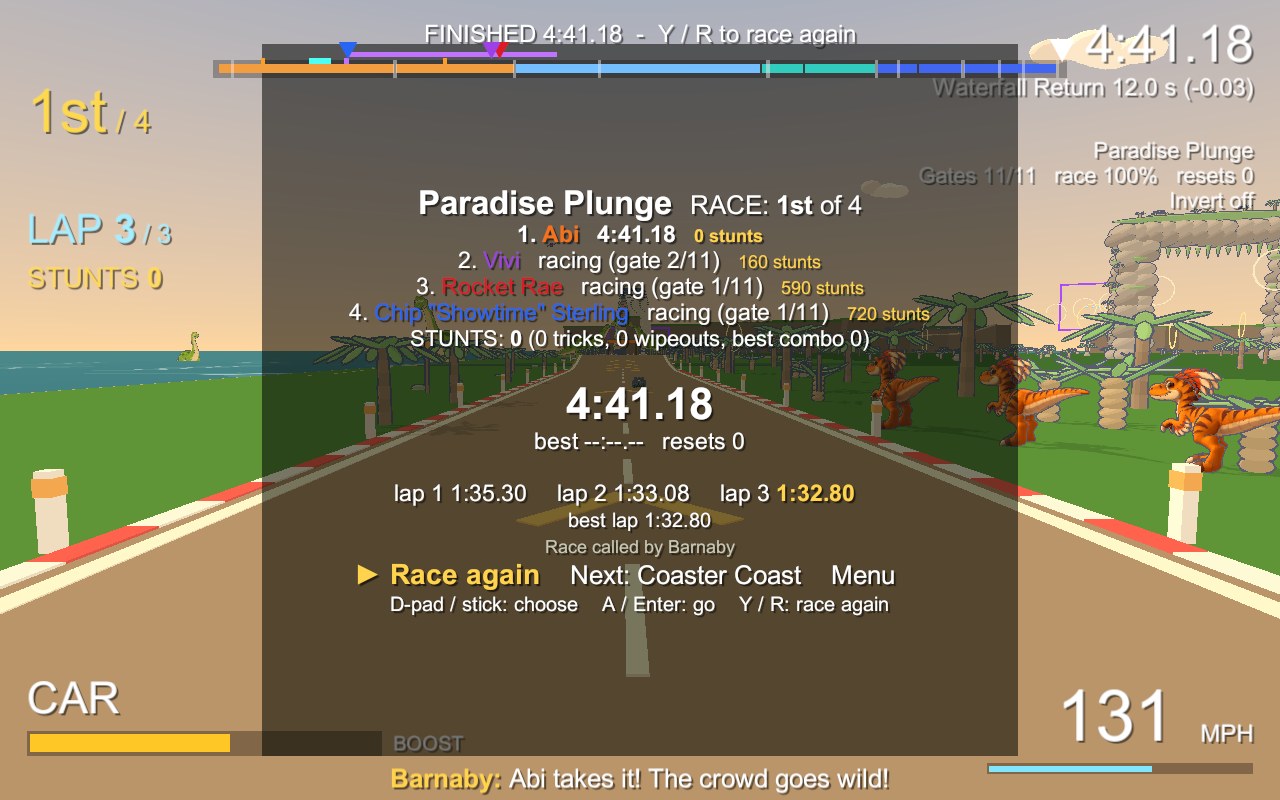 FINISHED 4:41.18 - Y / R to race again
4:41.18
Waterfall Return 12.0 s (-0.03)
1st / 4
Paradise Plunge
Gates 11/11 race 100% resets 0
Invert off
LAP 3 / 3
STUNTS 0
Paradise Plunge RACE: 1st of 4
1. Abi 4:41.18 0 stunts
2. Vivi racing (gate 2/11) 160 stunts
3. Rocket Rae racing (gate 1/11) 590 stunts
4. Chip "Showtime" Sterling racing (gate 1/11) 720 stunts
STUNTS: 0 (0 tricks, 0 wipeouts, best combo 0)
4:41.18
best --:--.-- resets 0
lap 1 1:35.30 lap 2 1:33.08 lap 3 1:32.80
best lap 1:32.80
Race called by Barnaby
► Race again Next: Coaster Coast Menu
D-pad / stick: choose A / Enter: go Y / R: race again
CAR
BOOST
131 MPH
Barnaby: Abi takes it! The crowd goes wild!